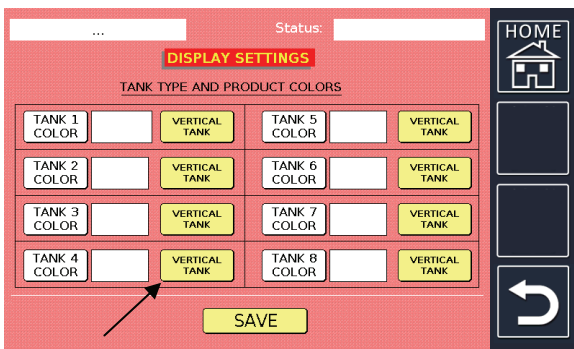 ...
Status:
HOME
DISPLAY SETTINGS
TANK TYPE AND PRODUCT COLORS
TANK 1
COLOR
VERTICAL
TANK
TANK 5
COLOR
VERTICAL
TANK
TANK 2
COLOR
VERTICAL
TANK
TANK 6
COLOR
VERTICAL
TANK
TANK 3
COLOR
VERTICAL
TANK
TANK 7
COLOR
VERTICAL
TANK
TANK 4
COLOR
VERTICAL
TANK
TANK 8
COLOR
VERTICAL
TANK
SAVE